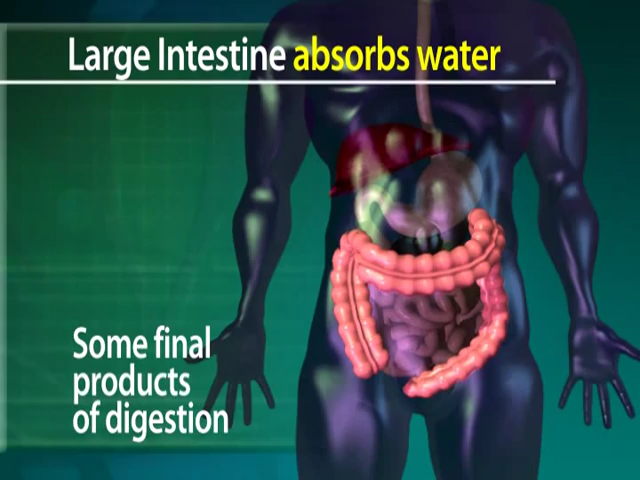 Large Intestine absorbs water
Some final
products
of digestion